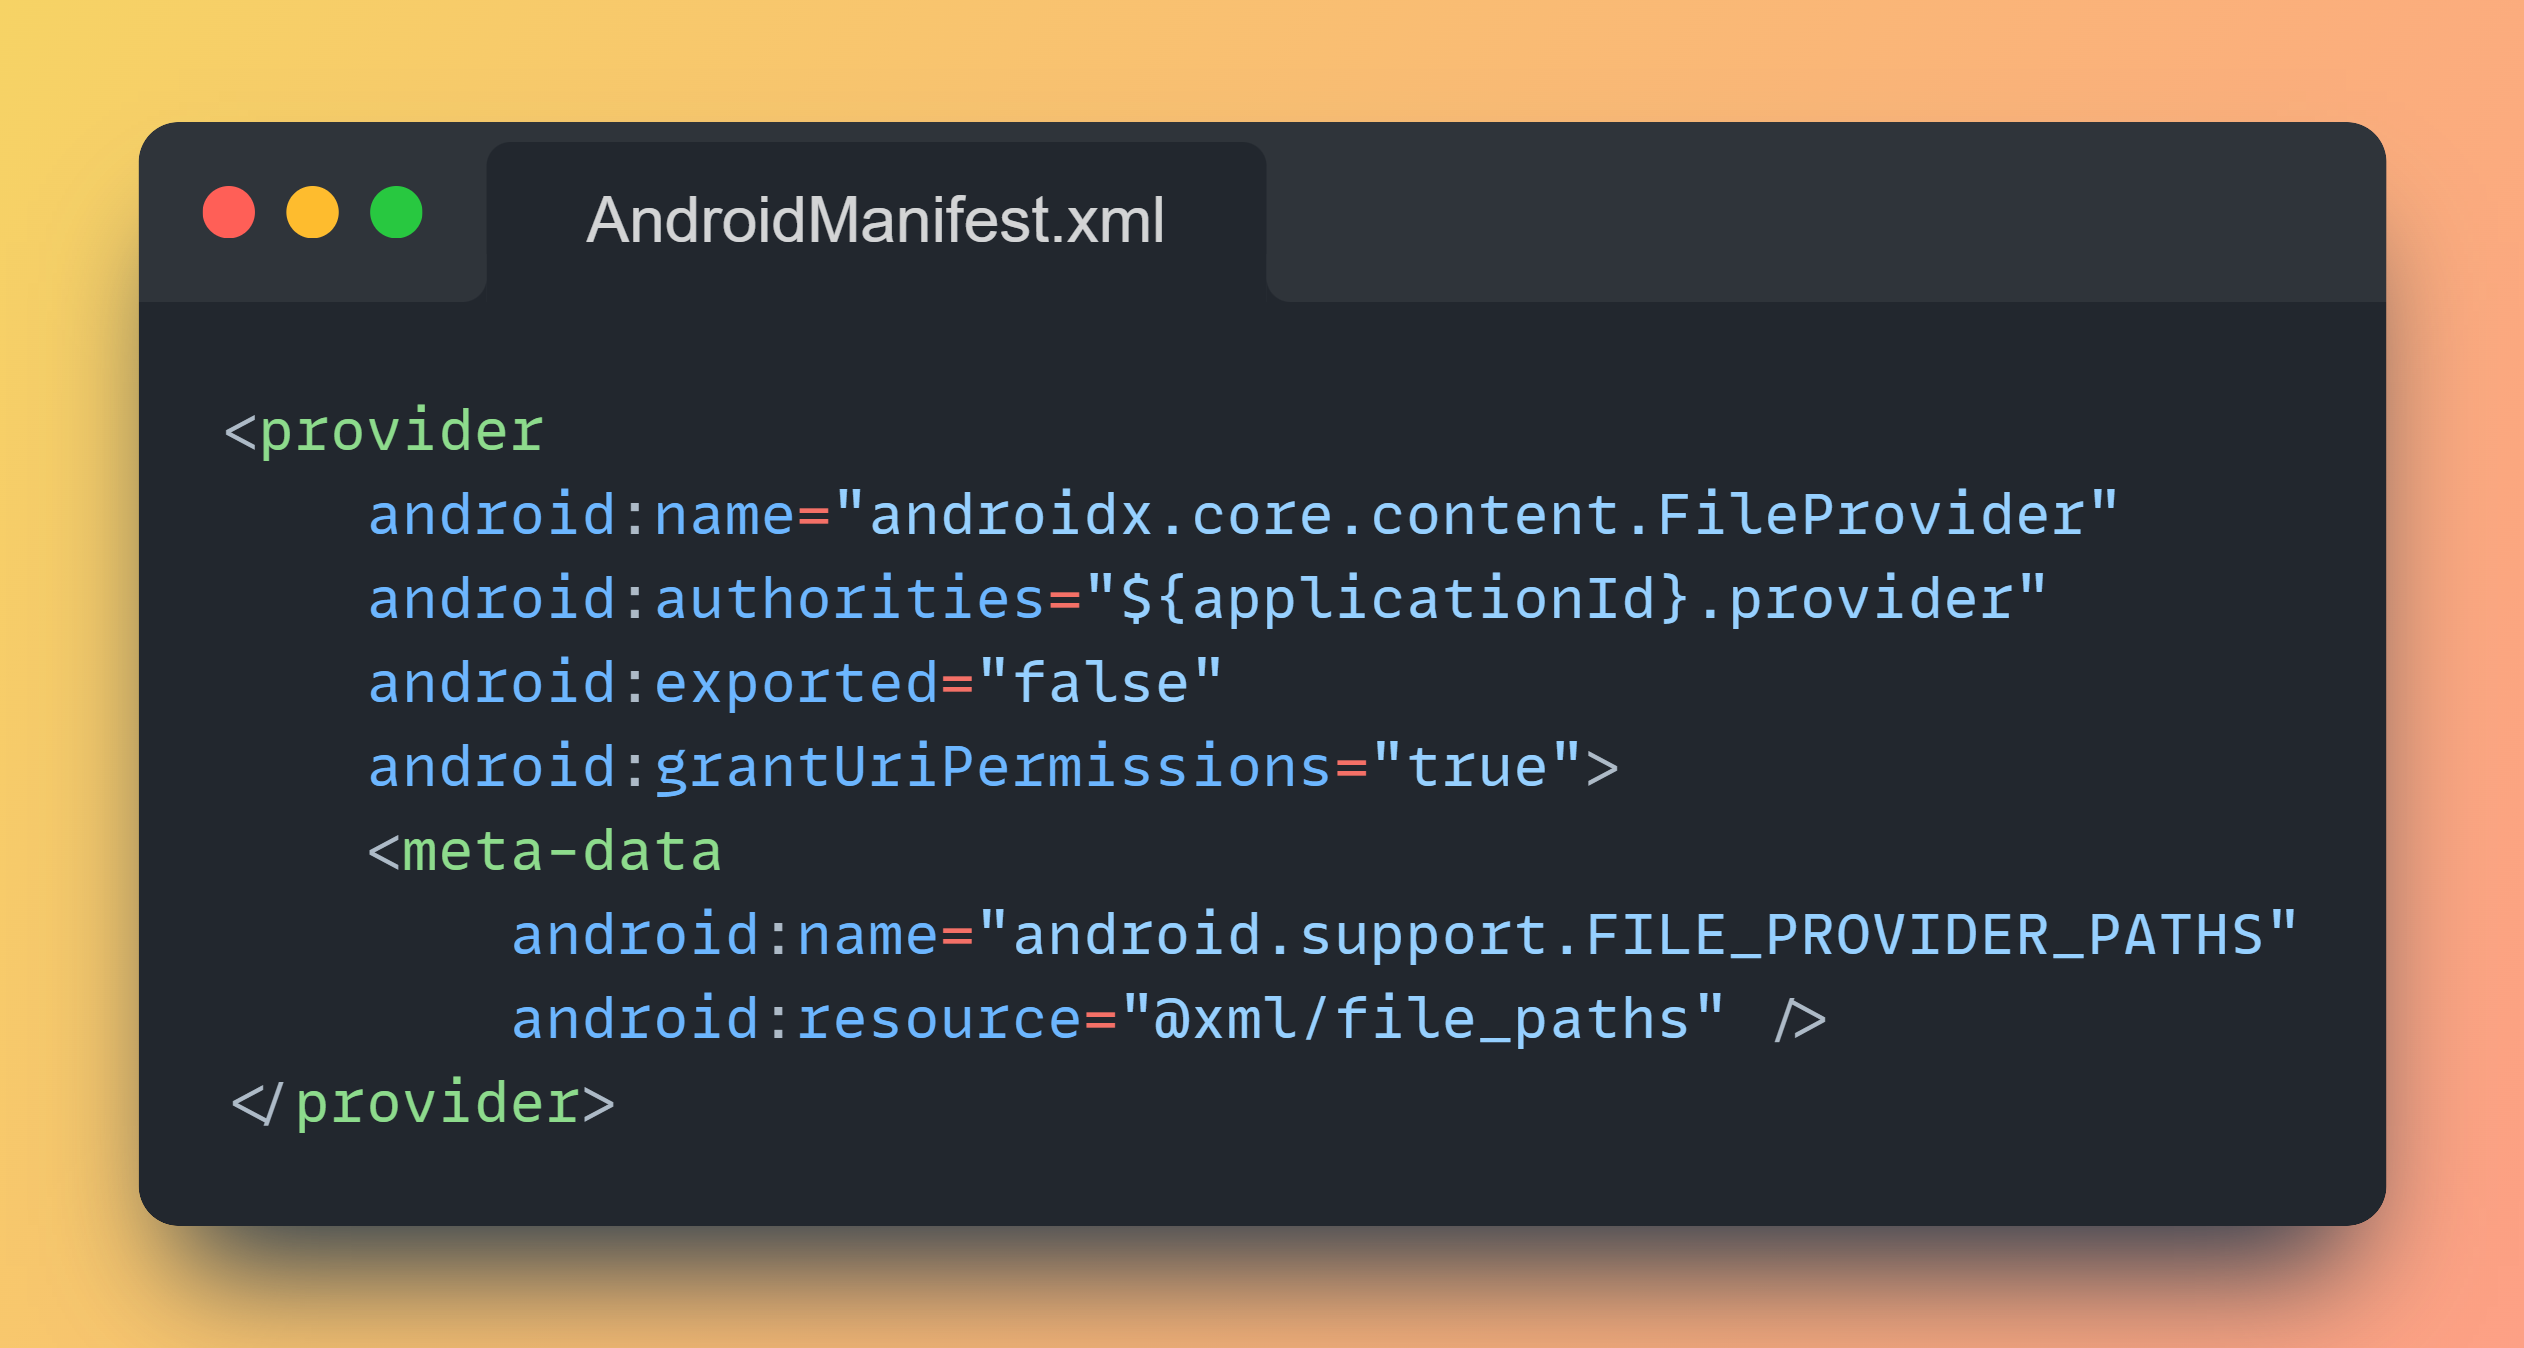 AndroidManifest.xml
<provider
    android:name="androidx.core.content.FileProvider"
    android:authorities="${applicationId}.provider"
    android:exported="false"
    android:grantUriPermissions="true">
    <meta-data
        android:name="android.support.FILE_PROVIDER_PATHS"
        android:resource="@xml/file_paths" />
</provider>